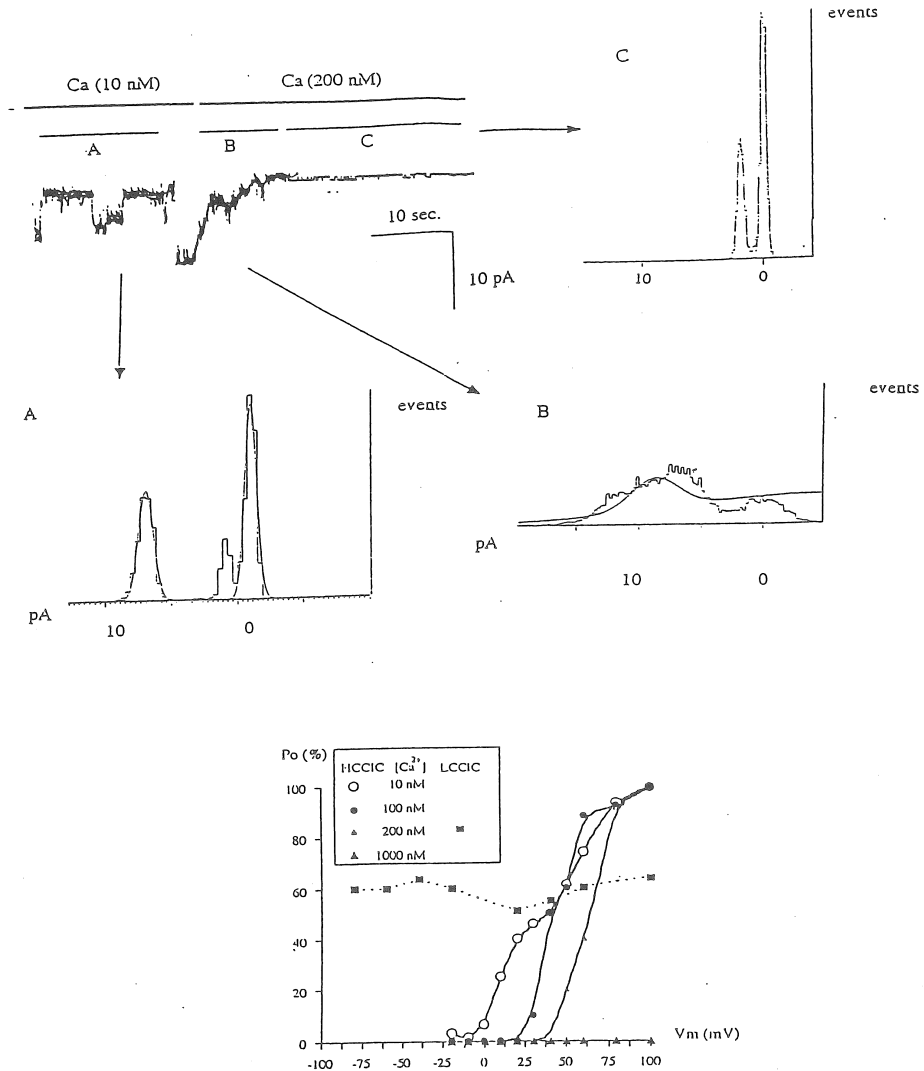 events
C
Ca (10 nM)
Ca (200 nM)
A
B
C
10 sec.
10 pA
10
0
A
events
pA
10
0
B
events
pA
10
0
Po (%)
HCCIC [Ca2+] LCCIC
10 nM
100 nM
200 nM
1000 nM
100
80
60
40
20
0
-100 -75 -50 -25 0 25 50 75 100
Vm (mV)